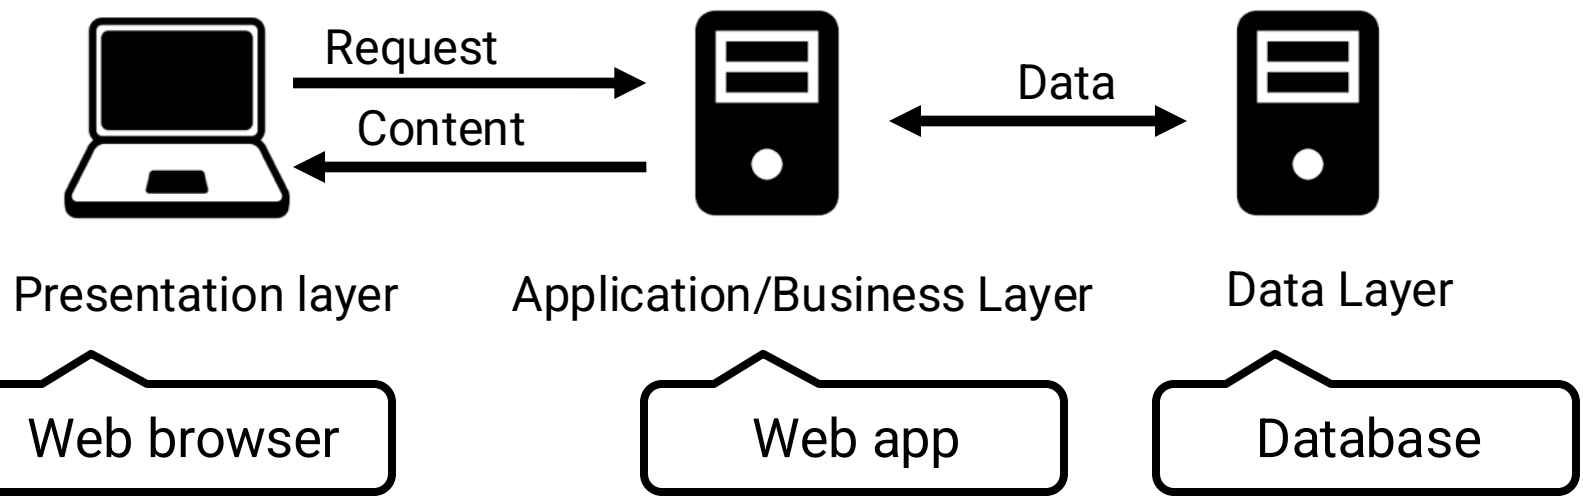 Request
Content
Data
Presentation layer
Application/Business Layer
Data Layer
Web browser
Web app
Database